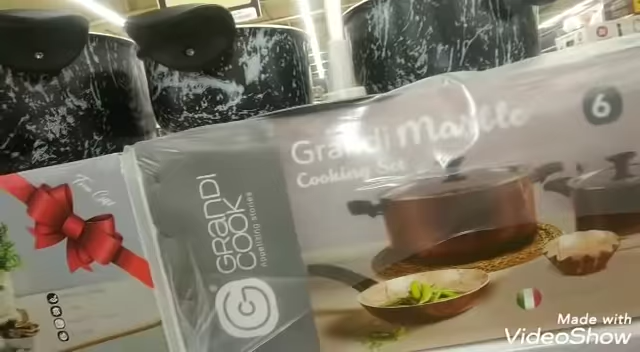 Grandi Marble
Cooking Set
6
GRANDI
COOK
Made with
VideoShow